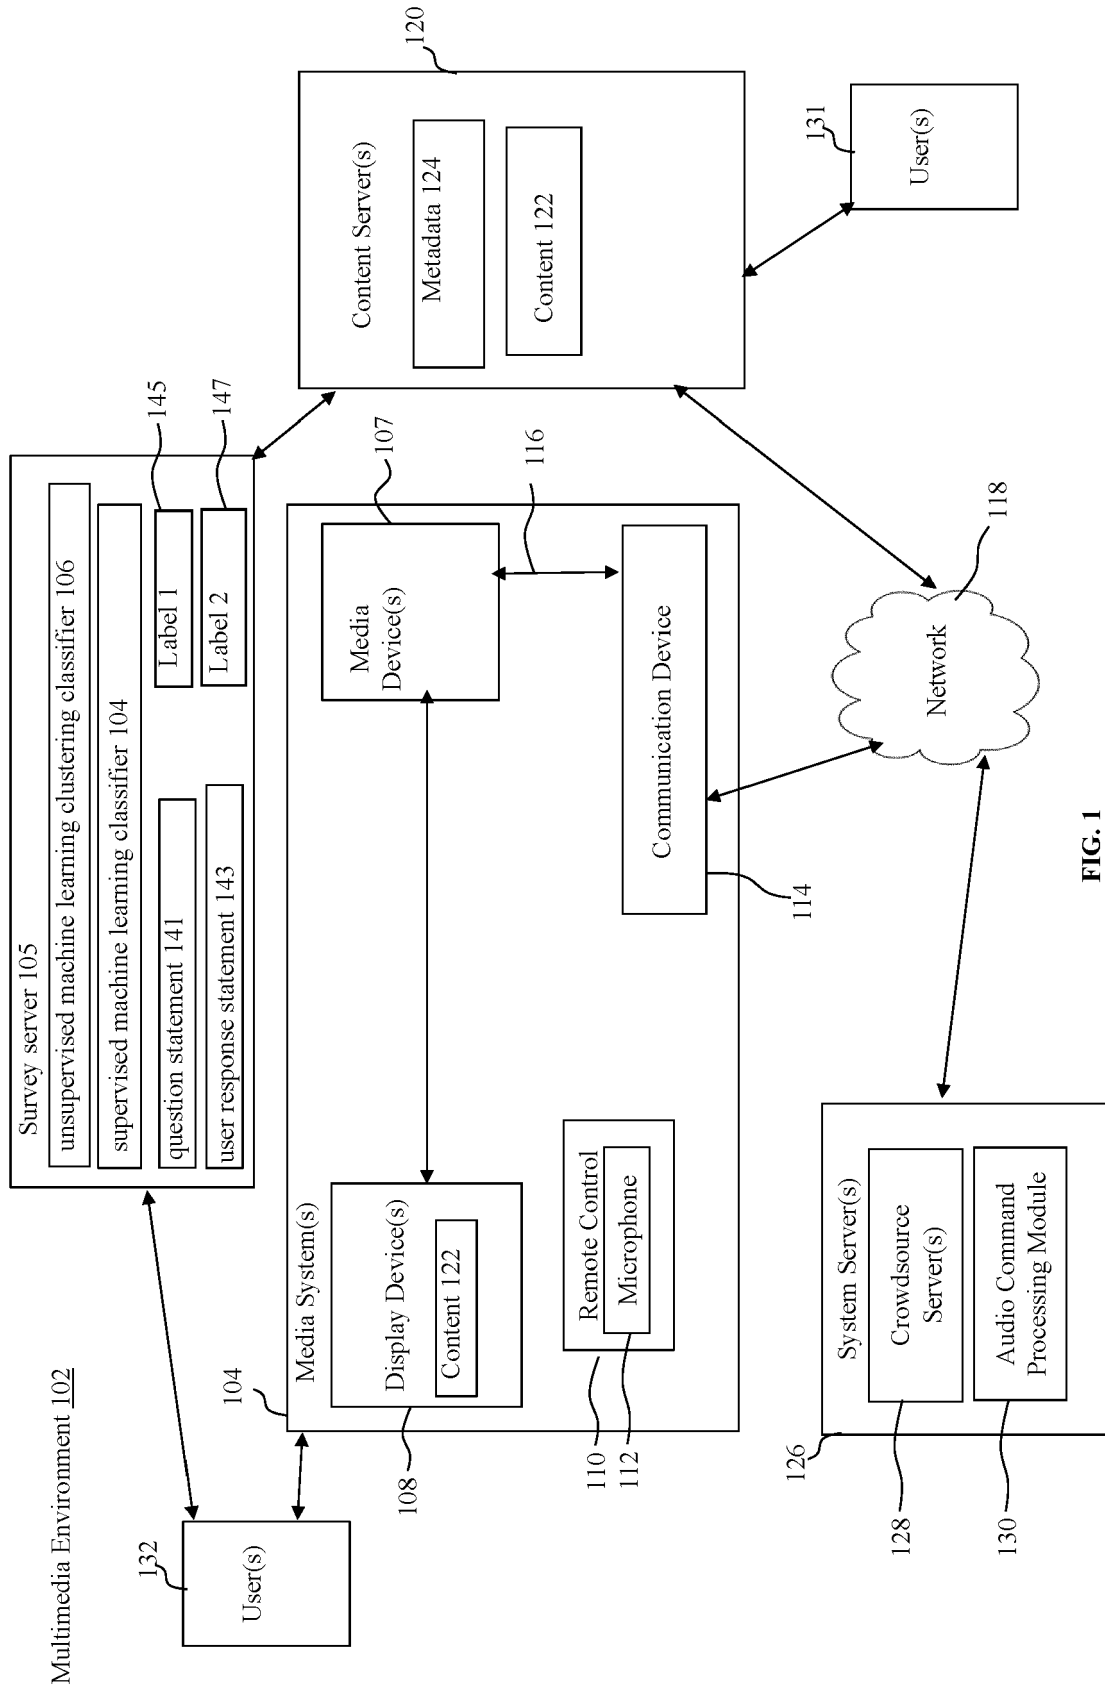 Multimedia Environment 102
Survey server 105
unsupervised machine learning clustering classifier 106
supervised machine learning classifier 104
question statement 141
user response statement 143
Label 1
Label 2
145
147
132
User(s)
104
Media System(s)
Display Device(s)
Content 122
108
Media
Device(s)
107
116
Remote Control
Microphone
110
112
Communication Device
114
120
Content Server(s)
Metadata 124
Content 122
131
User(s)
Network
118
126
System Server(s)
Crowdsource
Server(s)
128
Audio Command
Processing Module
130
FIG. 1